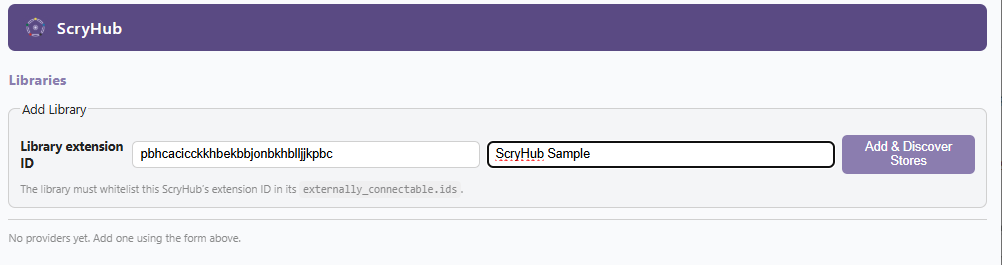 ScryHub
Libraries
Add Library
Library extension ID
pbhcacicckkhbekbbjonbkhblljjkpbc
ScryHub Sample
Add & Discover Stores
The library must whitelist this ScryHub's extension ID in its externally_connectable.ids.
No providers yet. Add one using the form above.